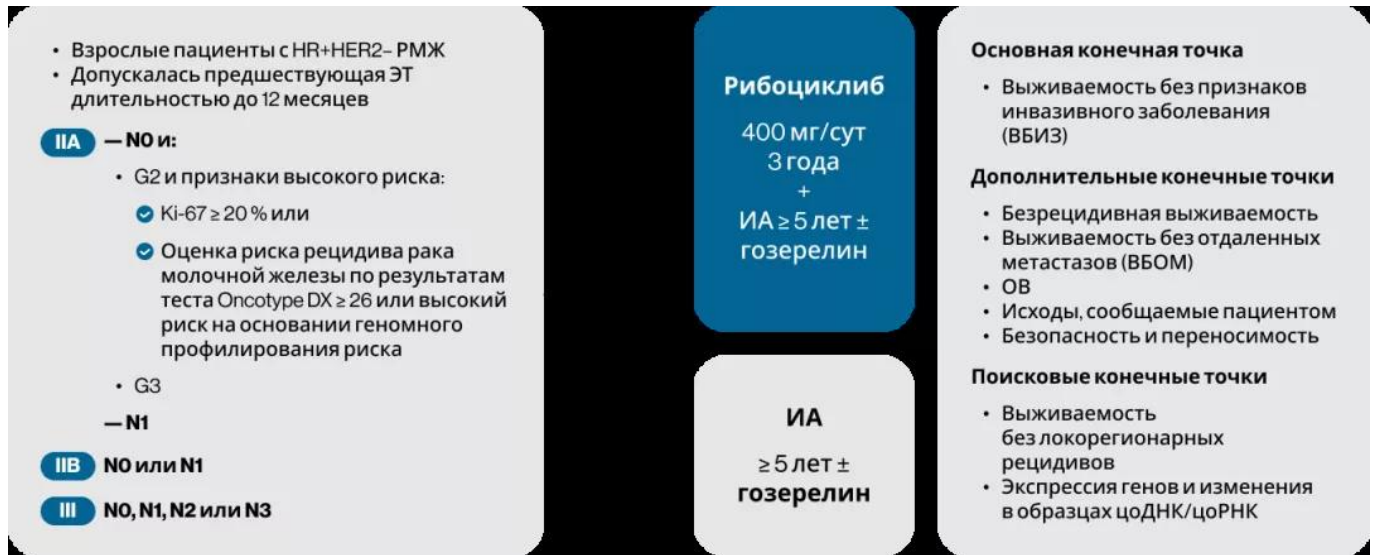 • Взрослые пациенты с HR+HER2– РМЖ
• Допускалась предшествующая ЭТ
длительностью до 12 месяцев
IIA — N0 и:
• G2 и признаки высокого риска:
Ki-67 ≥ 20 % или
Оценка риска рецидива рака
молочной железы по результатам
теста Oncotype DX ≥ 26 или высокий
риск на основании геномного
профилирования риска
• G3
— N1
IIB N0 или N1
III N0, N1, N2 или N3
Рибоциклиб
400 мг/сут
3 года
+
ИА ≥ 5 лет ±
гозерелин
ИА
≥ 5 лет ±
гозерелин
Основная конечная точка
• Выживаемость без признаков
инвазивного заболевания
(ВБИЗ)
Дополнительные конечные точки
• Безрецидивная выживаемость
• Выживаемость без отдаленных
метастазов (ВБОМ)
• ОВ
• Исходы, сообщаемые пациентом
• Безопасность и переносимость
Поисковые конечные точки
• Выживаемость
без локорегионарных
рецидивов
• Экспрессия генов и изменения
в образцах цоДНК/цоРНК